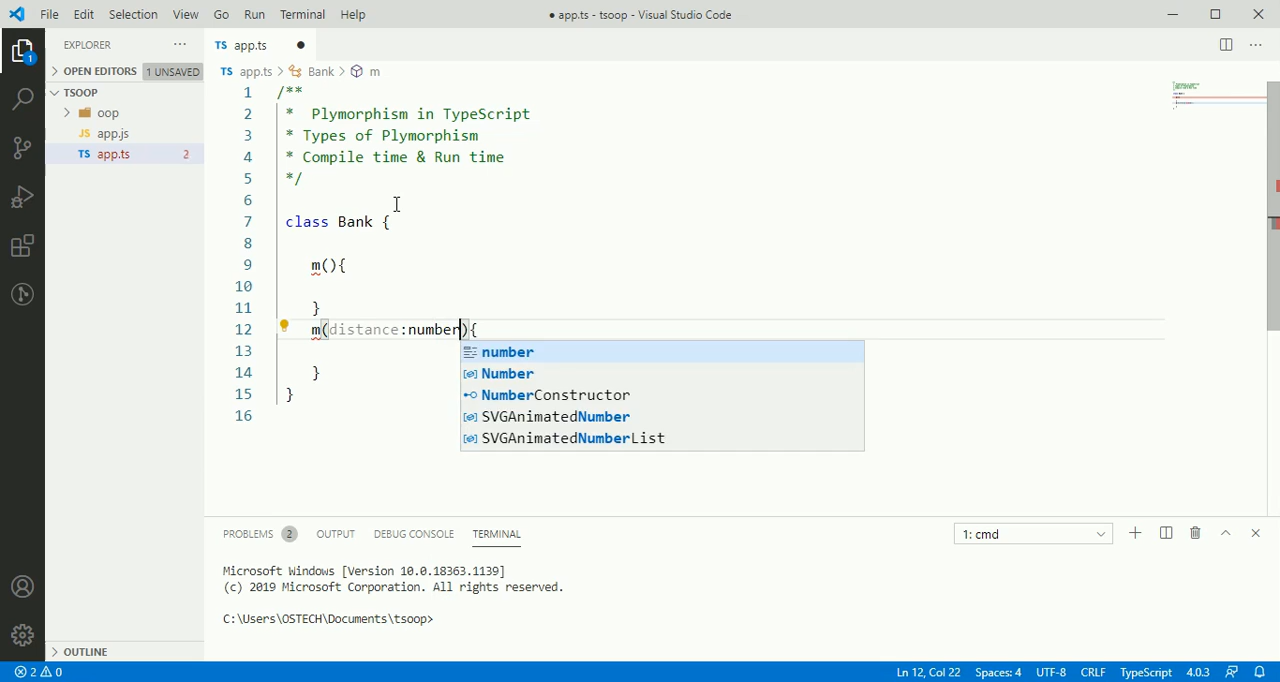 File Edit Selection View Go Run Terminal Help
● app.ts - tsoop - Visual Studio Code
EXPLORER
TS app.ts ●
OPEN EDITORS 1 UNSAVED
TS app.ts > Bank > m
TSOOP
oop
JS app.js
TS app.ts 2
1 /**
2 * Plymorphism in TypeScript
3 * Types of Plymorphism
4 * Compile time & Run time
5 */
6
7 class Bank {
8
9 m(){
10
11 }
12 m(distance:number){
13
14 }
15 }
16
number
Number
NumberConstructor
SVGAnimatedNumber
SVGAnimatedNumberList
PROBLEMS 2 OUTPUT DEBUG CONSOLE TERMINAL
1: cmd
Microsoft Windows [Version 10.0.18363.1139]
(c) 2019 Microsoft Corporation. All rights reserved.
C:\Users\OSTECH\Documents\tsoop>
OUTLINE
1
2 0
Ln 12, Col 22 Spaces: 4 UTF-8 CRLF TypeScript 4.0.3